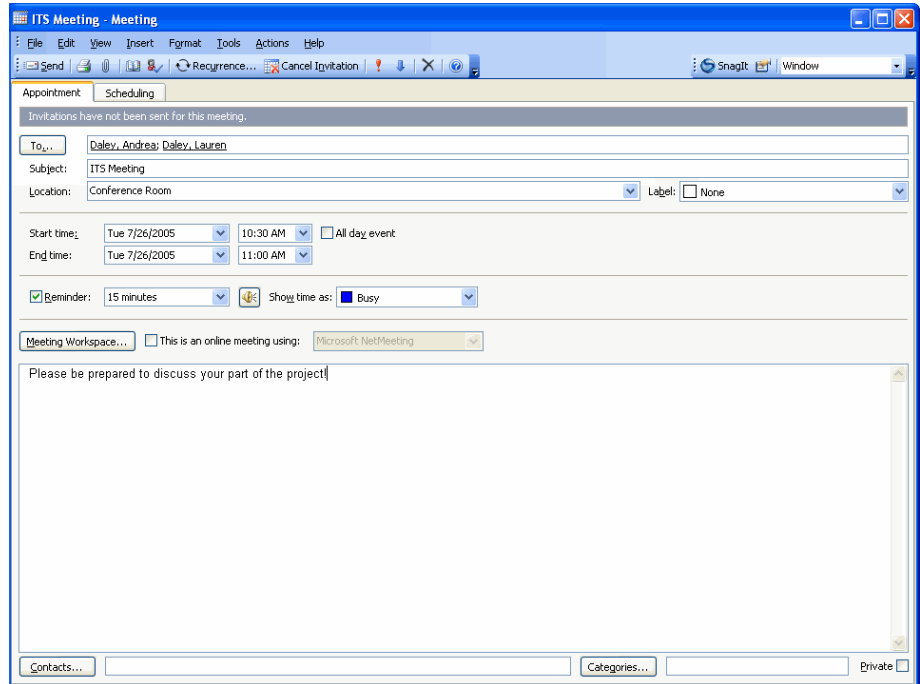 ITS Meeting - Meeting
File Edit View Insert Format Tools Actions Help
Send Recurrence... Cancel Invitation SnagIt Window
Appointment Scheduling
Invitations have not been sent for this meeting.
To... Daley, Andrea; Daley, Lauren
Subject: ITS Meeting
Location: Conference Room Label: None
Start time: Tue 7/26/2005 10:30 AM All day event
End time: Tue 7/26/2005 11:00 AM
Reminder: 15 minutes Show time as: Busy
Meeting Workspace... This is an online meeting using: Microsoft NetMeeting
Please be prepared to discuss your part of the project!
Contacts... Categories... Private